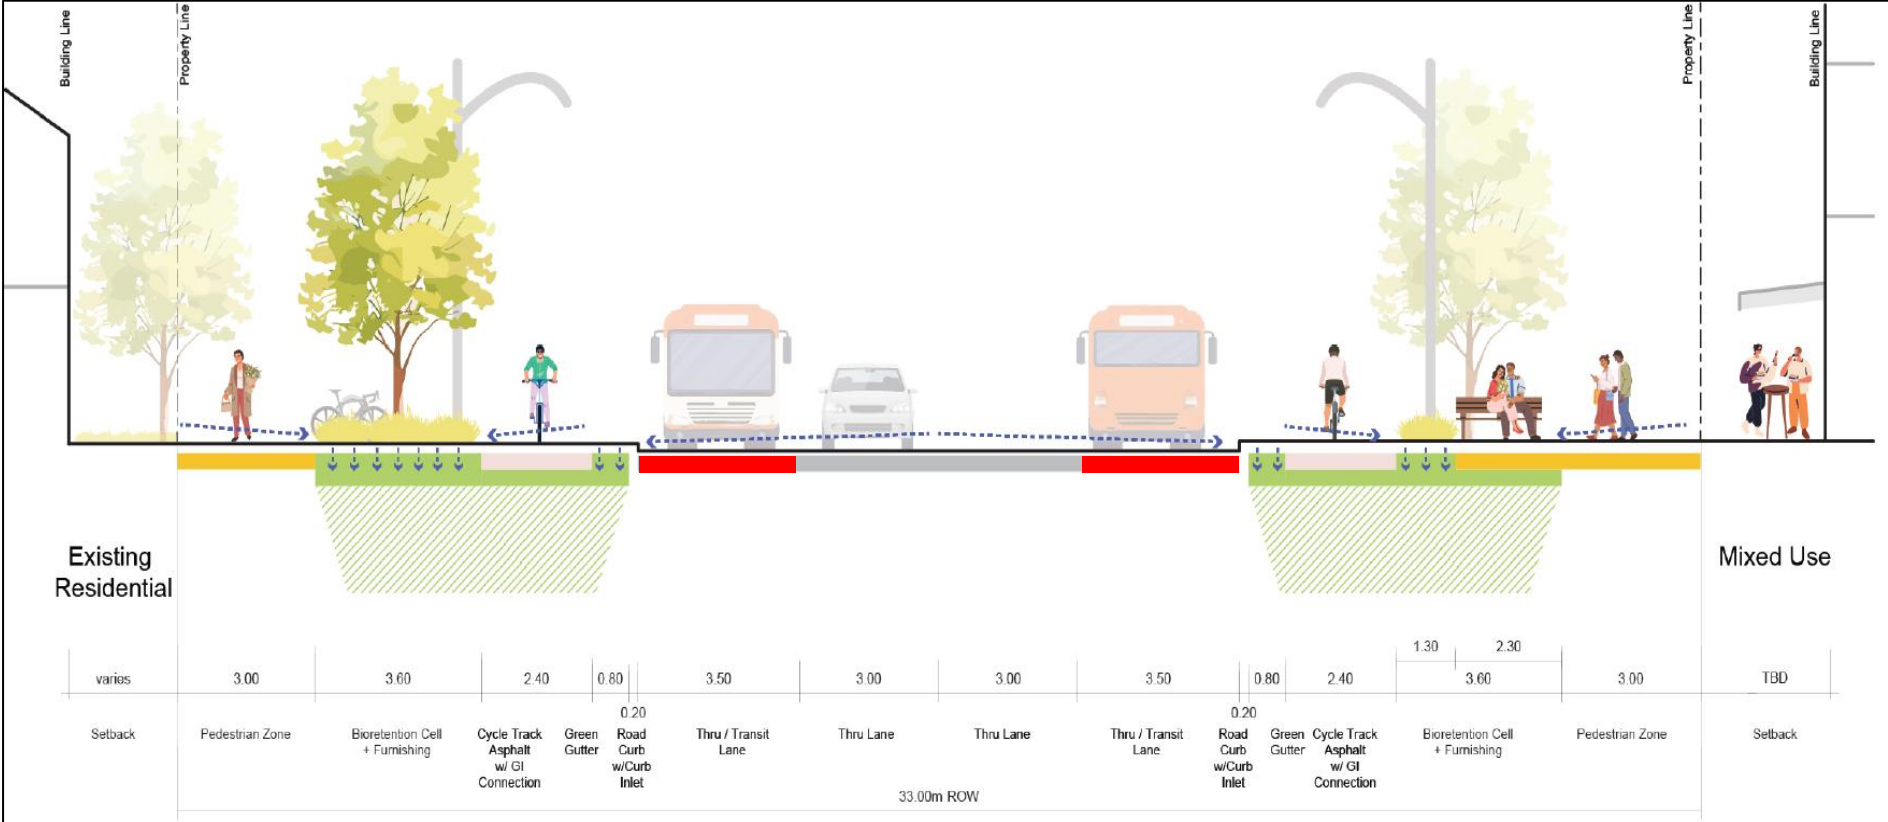 Building Line
Property Line
Property Line
Building Line
Existing
Residential
Mixed Use
1.30
2.30
varies
3.00
3.60
2.40
0.80
3.50
3.00
3.00
3.50
0.80
2.40
3.60
3.00
TBD
0.20
0.20
Setback
Pedestrian Zone
Bioretention Cell
+ Furnishing
Cycle Track
Asphalt
w/ GI
Connection
Green
Gutter
Road
Curb
w/Curb
Inlet
Thru / Transit
Lane
Thru Lane
Thru Lane
Thru / Transit
Lane
Road
Curb
w/Curb
Inlet
Green
Gutter
Cycle Track
Asphalt
w/ GI
Connection
Bioretention Cell
+ Furnishing
Pedestrian Zone
Setback
33.00m ROW